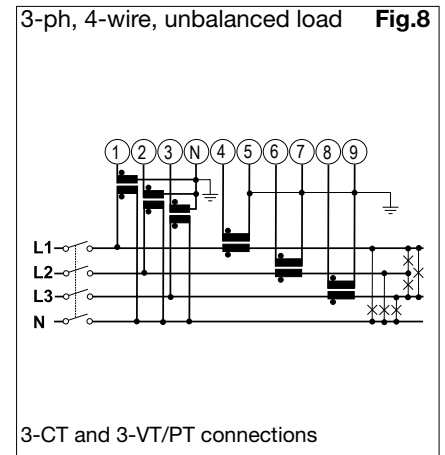 3-ph, 4-wire, unbalanced load Fig.8
1 2 3 N 4 5 6 7 8 9
L1
L2
L3
N
3-CT and 3-VT/PT connections